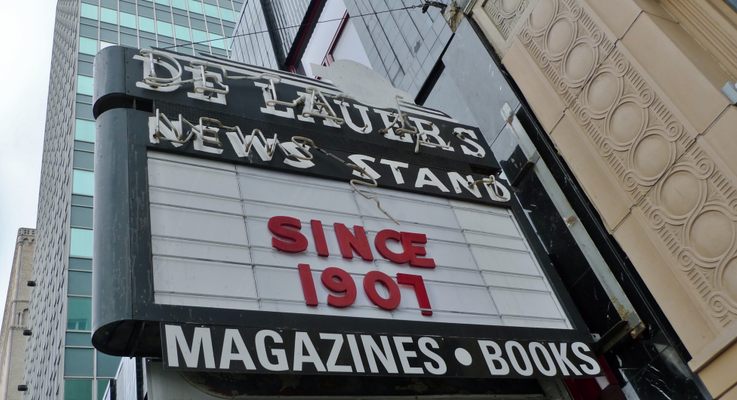 DE LAUER'S
NEWS STAND
SINCE
1907
MAGAZINES • BOOKS